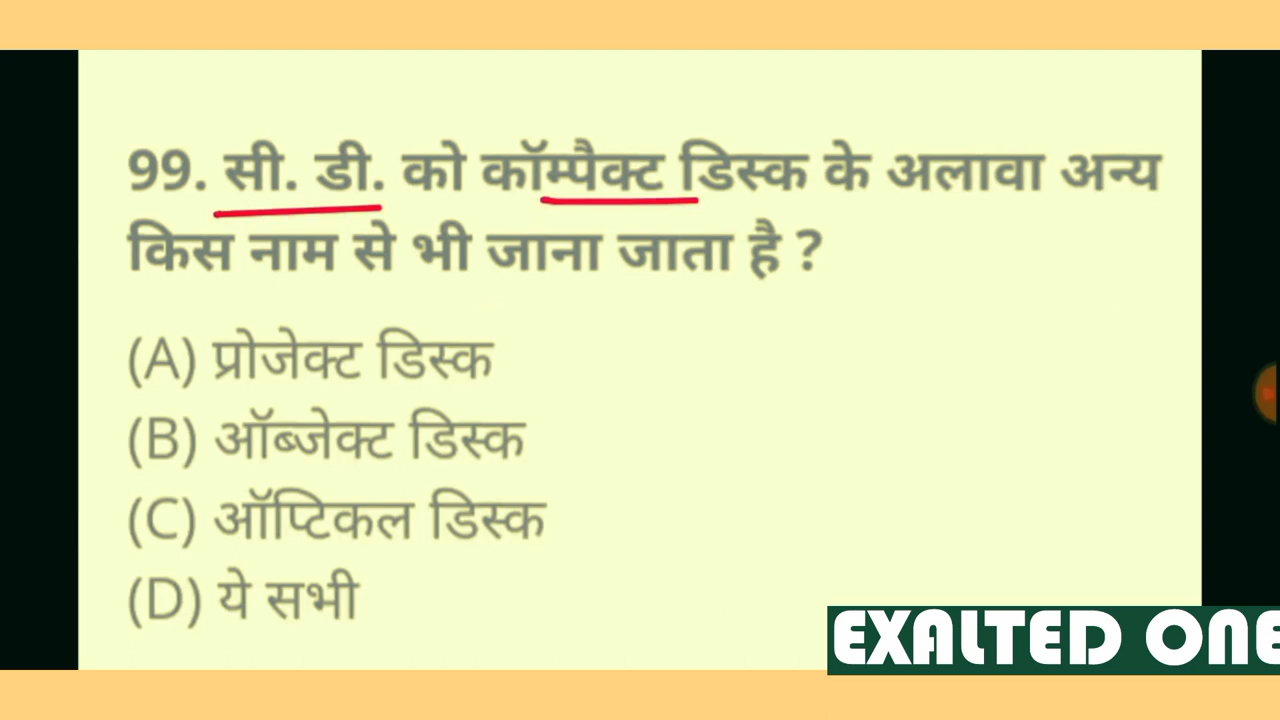 99. सी. डी. को कॉम्पैक्ट डिस्क के अलावा अन्य
किस नाम से भी जाना जाता है ?
(A) प्रोजेक्ट डिस्क
(B) ऑब्जेक्ट डिस्क
(C) ऑप्टिकल डिस्क
(D) ये सभी
EXALTED ONE